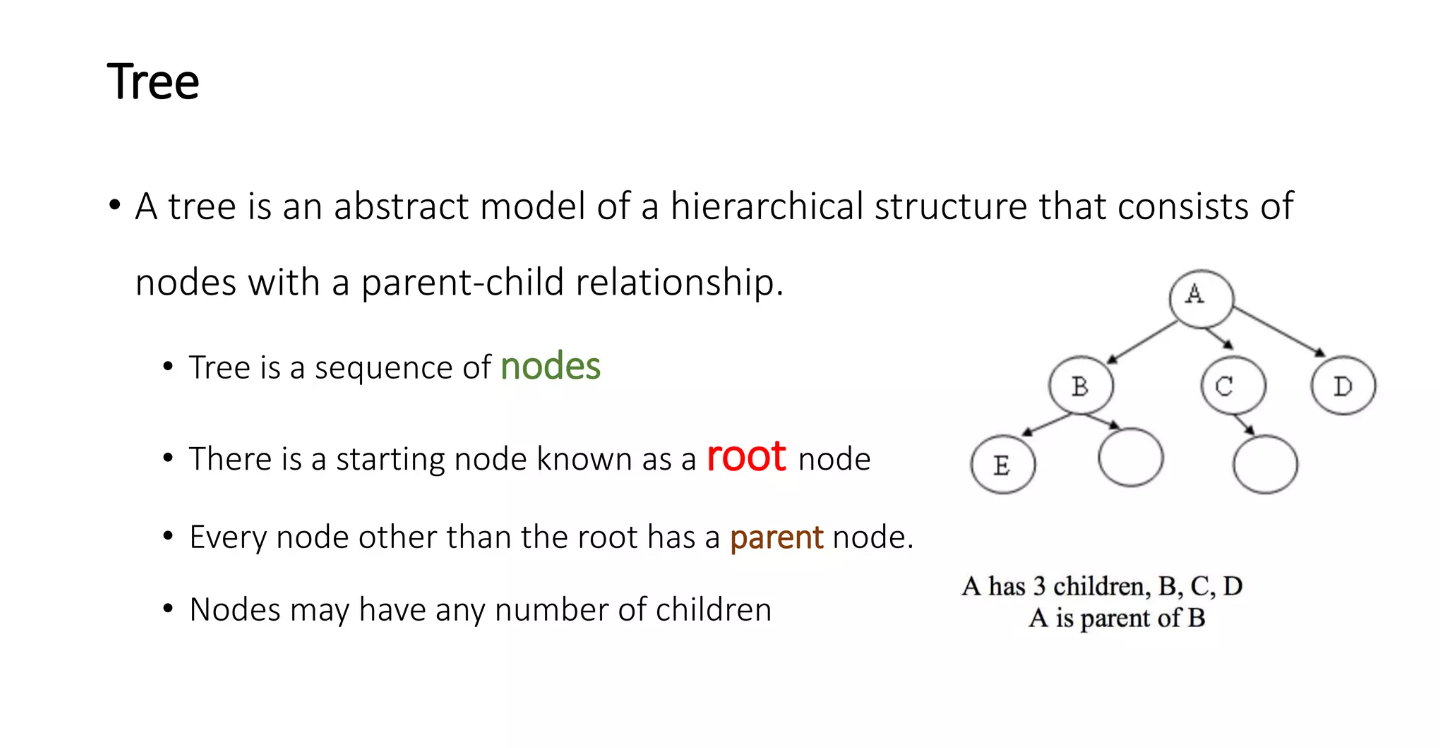 Tree
• A tree is an abstract model of a hierarchical structure that consists of
nodes with a parent-child relationship.
• Tree is a sequence of nodes
• There is a starting node known as a root node
• Every node other than the root has a parent node.
• Nodes may have any number of children
A
B
C
D
E
A has 3 children, B, C, D
A is parent of B